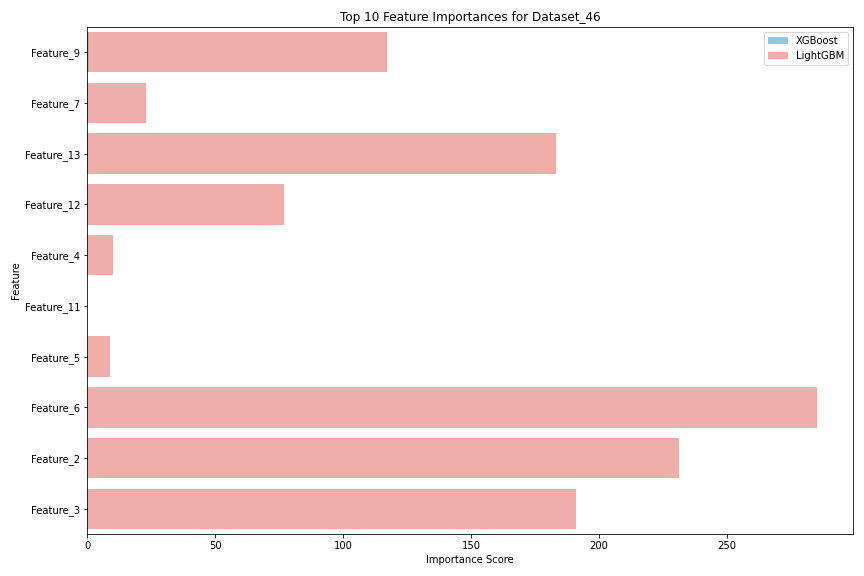 Top 10 Feature Importances for Dataset_46
XGBoost
LightGBM
Feature_9
Feature_7
Feature_13
Feature_12
Feature_4
Feature_11
Feature_5
Feature_6
Feature_2
Feature_3
Feature
0 50 100 150 200 250
Importance Score